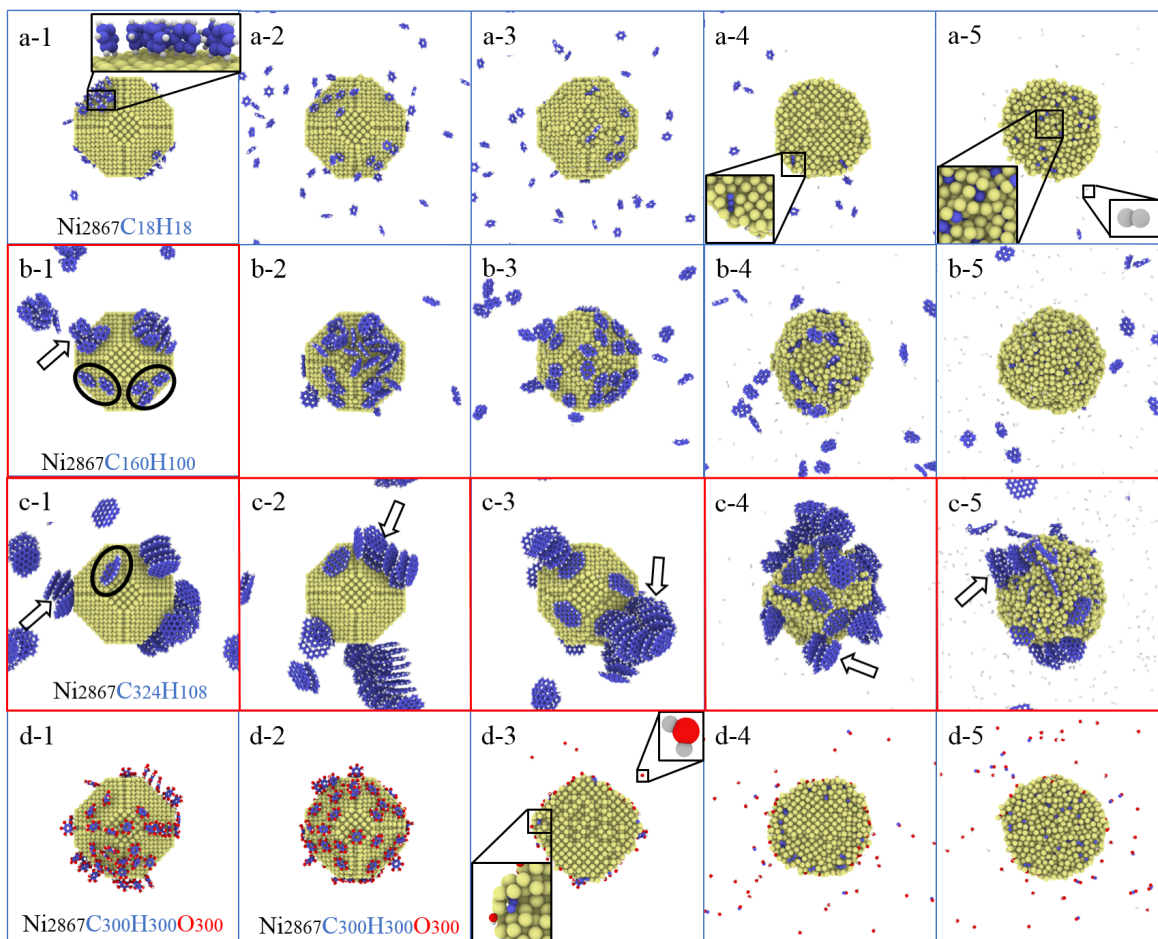 a-1
a-2
a-3
a-4
a-5
Ni2867C18H18
b-1
b-2
b-3
b-4
b-5
Ni2867C160H100
c-1
c-2
c-3
c-4
c-5
Ni2867C324H108
d-1
d-2
d-3
d-4
d-5
Ni2867C300H300O300
Ni2867C300H300O300